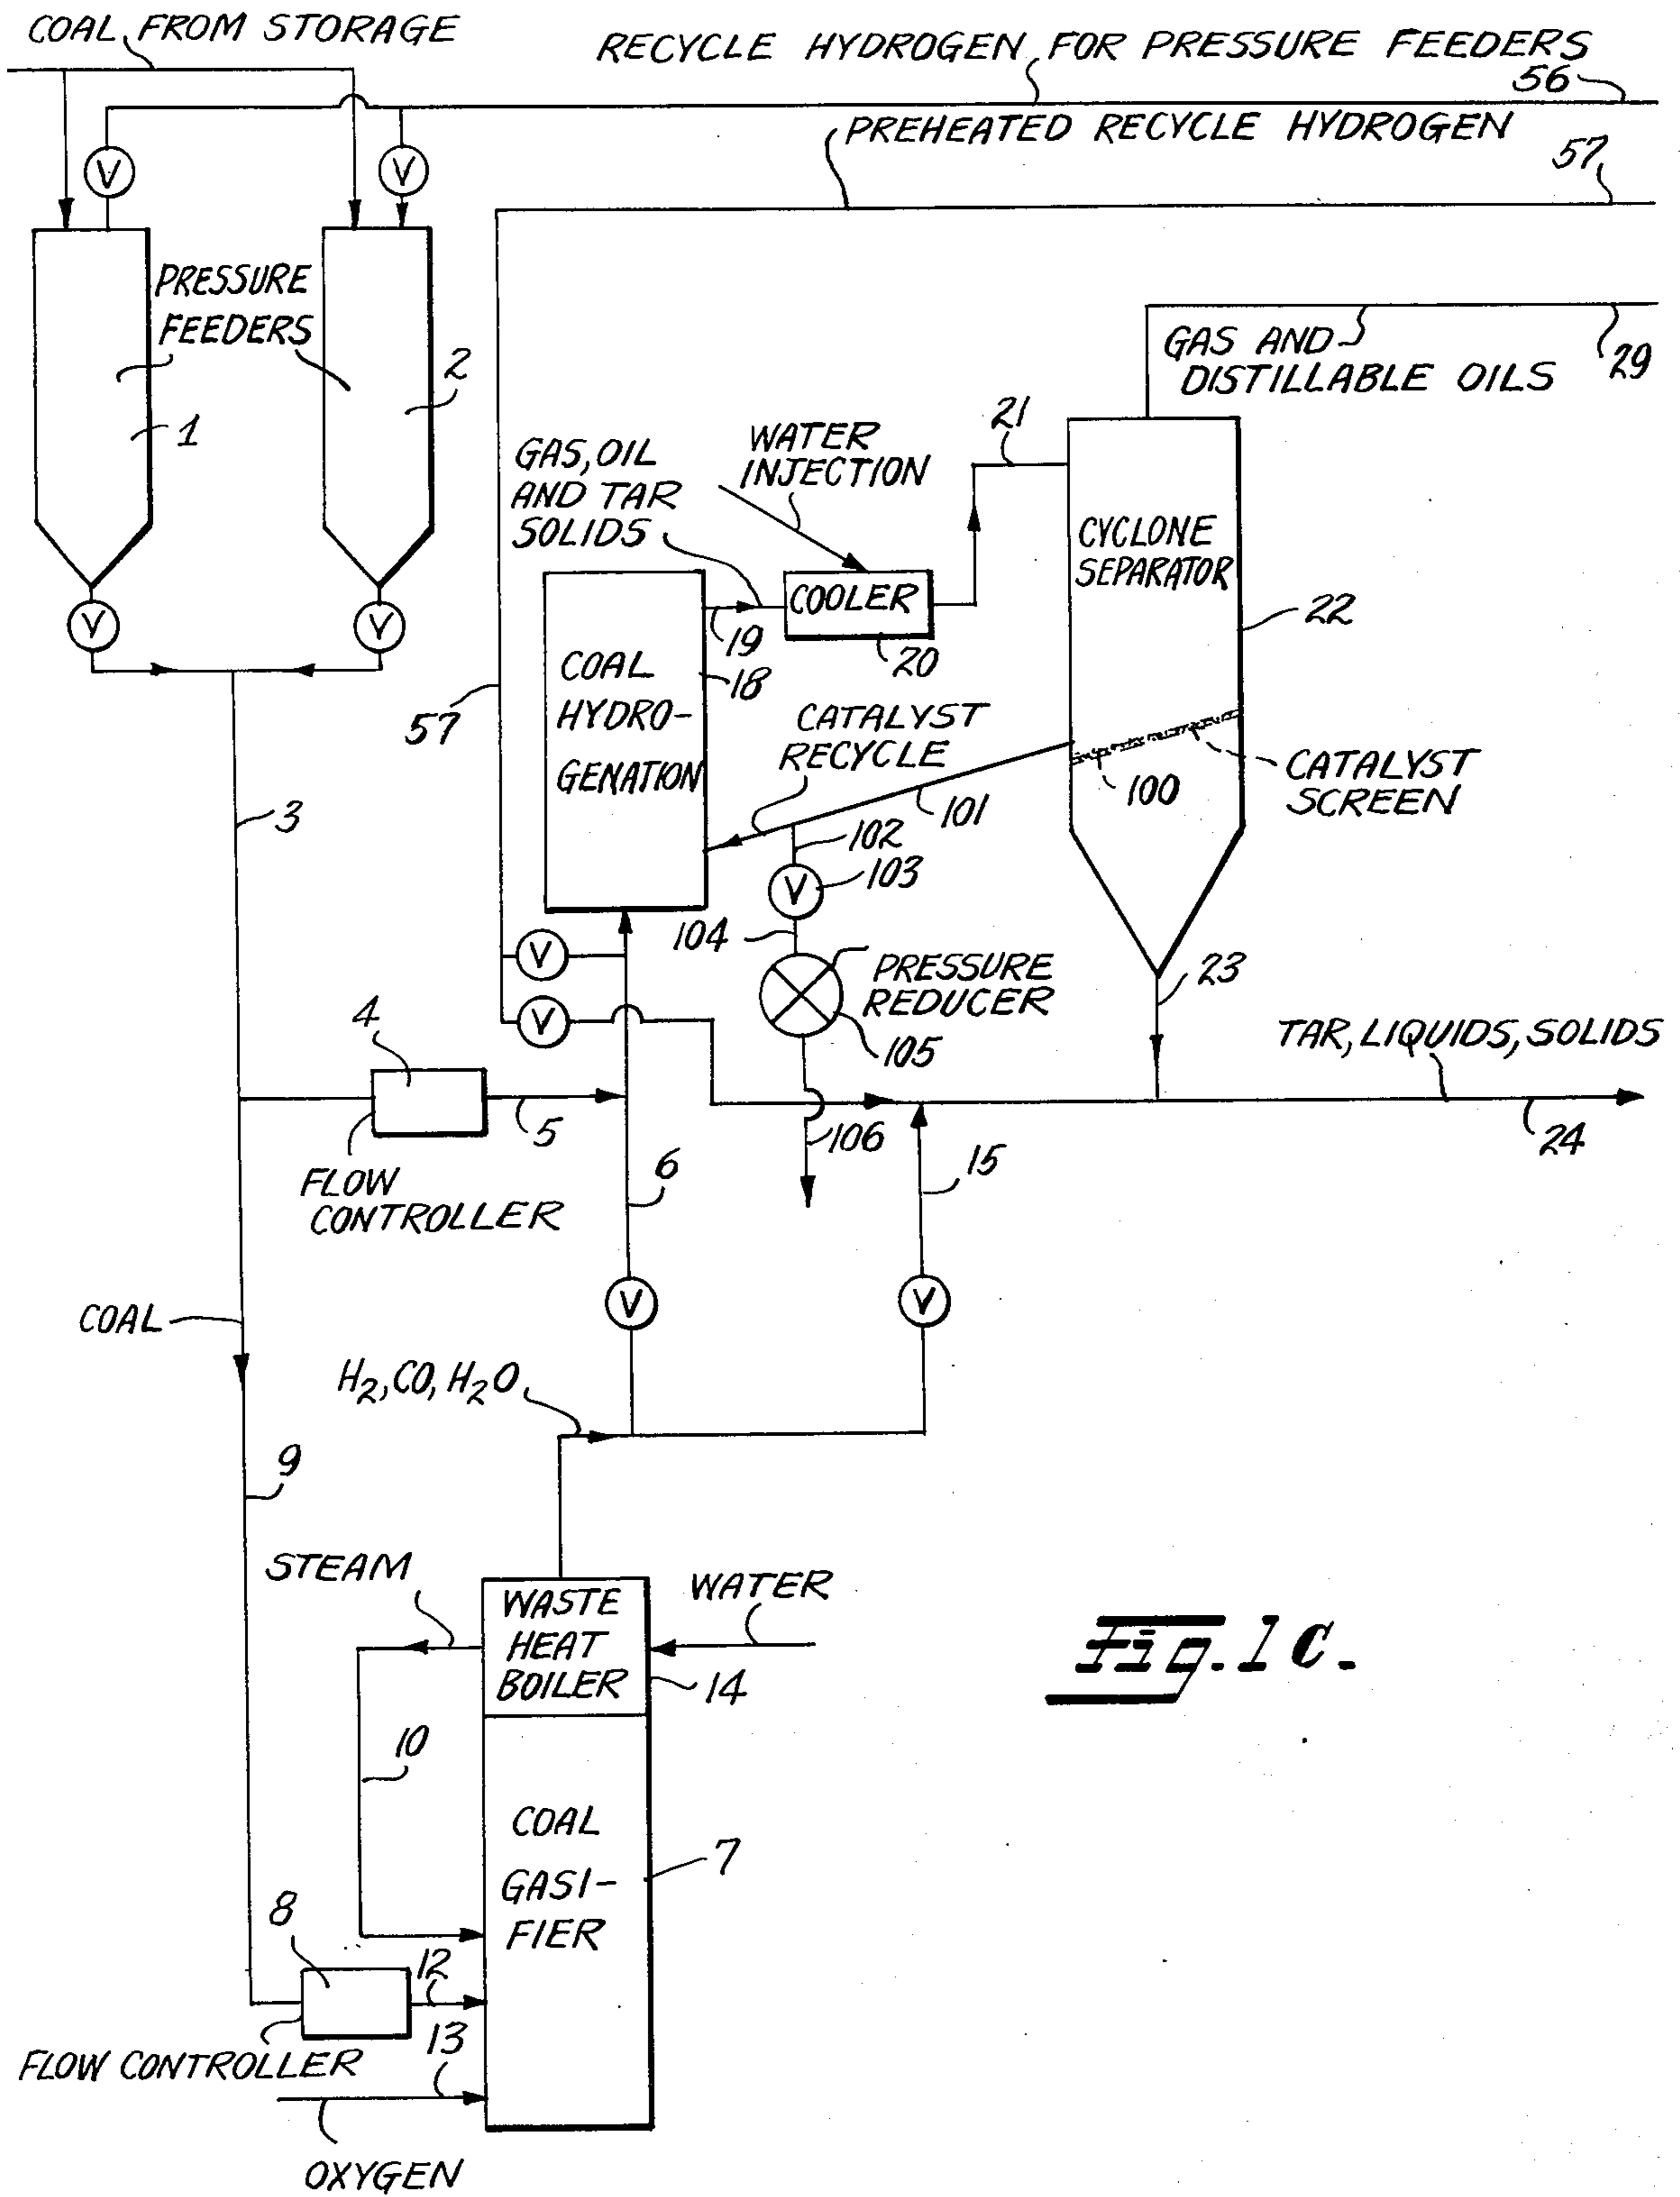 COAL FROM STORAGE
RECYCLE HYDROGEN FOR PRESSURE FEEDERS
56
PREHEATED RECYCLE HYDROGEN
57
V
V
PRESSURE
FEEDERS
1
2
GAS AND
DISTILLABLE OILS
29
21
WATER
INJECTION
GAS, OIL
AND TAR
SOLIDS
CYCLONE
SEPARATOR
22
COOLER
19
20
V
V
COAL
HYDRO-
GENATION
18
57
CATALYST
RECYCLE
100
CATALYST
SCREEN
101
3
102
V
103
104
PRESSURE
REDUCER
105
23
V
V
TAR, LIQUIDS, SOLIDS
4
5
FLOW
CONTROLLER
6
106
15
24
V
V
COAL
H2, CO, H2O
9
STEAM
WASTE
HEAT
BOILER
WATER
14
Fig. 1C.
10
COAL
GASI-
FIER
7
8
12
FLOW CONTROLLER
13
OXYGEN